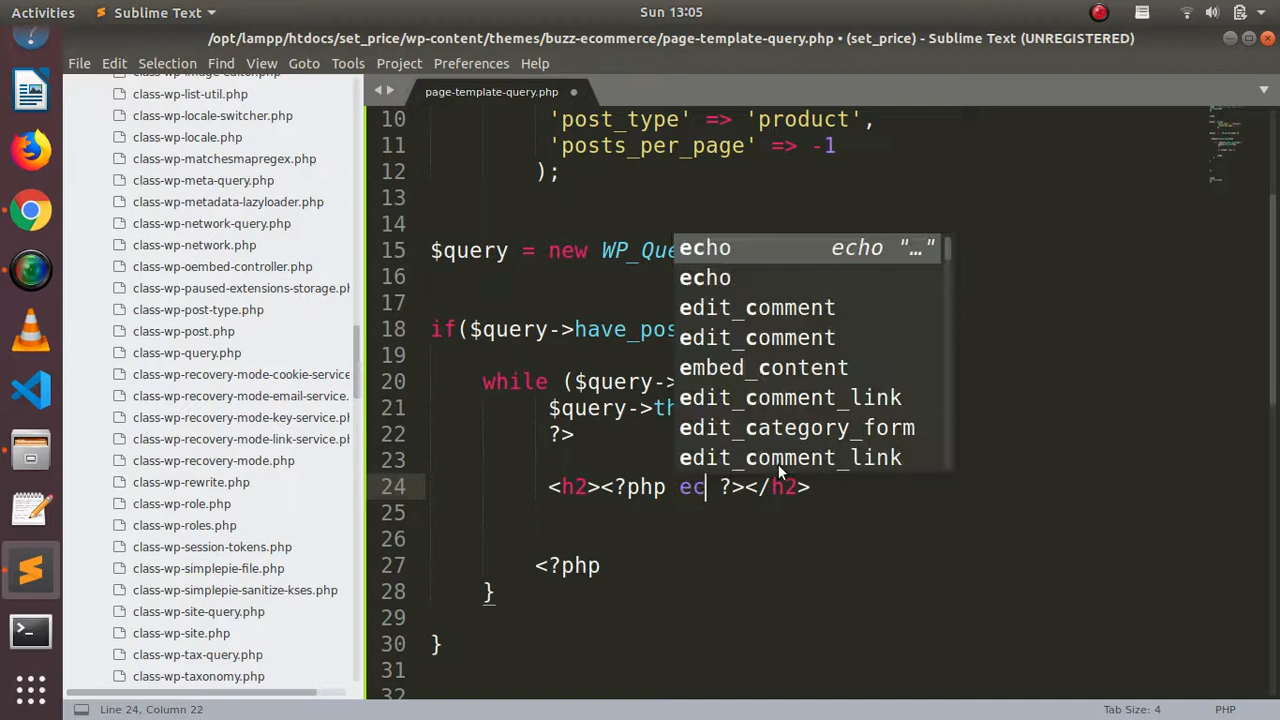 Activities
Sublime Text
Sun 13:05
/opt/lampp/htdocs/set_price/wp-content/themes/buzz-ecommerce/page-template-query.php • (set_price) - Sublime Text (UNREGISTERED)
File Edit Selection Find View Goto Tools Project Preferences Help
class-wp-image-editor.php
class-wp-list-util.php
class-wp-locale-switcher.php
class-wp-locale.php
class-wp-matchesmapregex.php
class-wp-meta-query.php
class-wp-metadata-lazyloader.php
class-wp-network-query.php
class-wp-network.php
class-wp-oembed-controller.php
class-wp-paused-extensions-storage.ph
class-wp-post-type.php
class-wp-post.php
class-wp-query.php
class-wp-recovery-mode-cookie-service
class-wp-recovery-mode-email-service.
class-wp-recovery-mode-key-service.ph
class-wp-recovery-mode-link-service.ph
class-wp-recovery-mode.php
class-wp-rewrite.php
class-wp-role.php
class-wp-roles.php
class-wp-session-tokens.php
class-wp-simplepie-file.php
class-wp-simplepie-sanitize-kses.php
class-wp-site-query.php
class-wp-site.php
class-wp-tax-query.php
class-wp-taxonomy.php
page-template-query.php
10 'post_type' => 'product',
11 'posts_per_page' => -1
12 );
13
14
15 $query = new WP_Que
16
17
18 if($query->have_pos
19
20 while ($query->
21 $query->th
22 ?>
23
24 <h2><?php ec ?></h2>
25
26
27 <?php
28 }
29
30 }
31
32
echo echo "…"
echo
edit_comment
edit_comment
embed_content
edit_comment_link
edit_category_form
edit_comment_link
Line 24, Column 22
Tab Size: 4
PHP